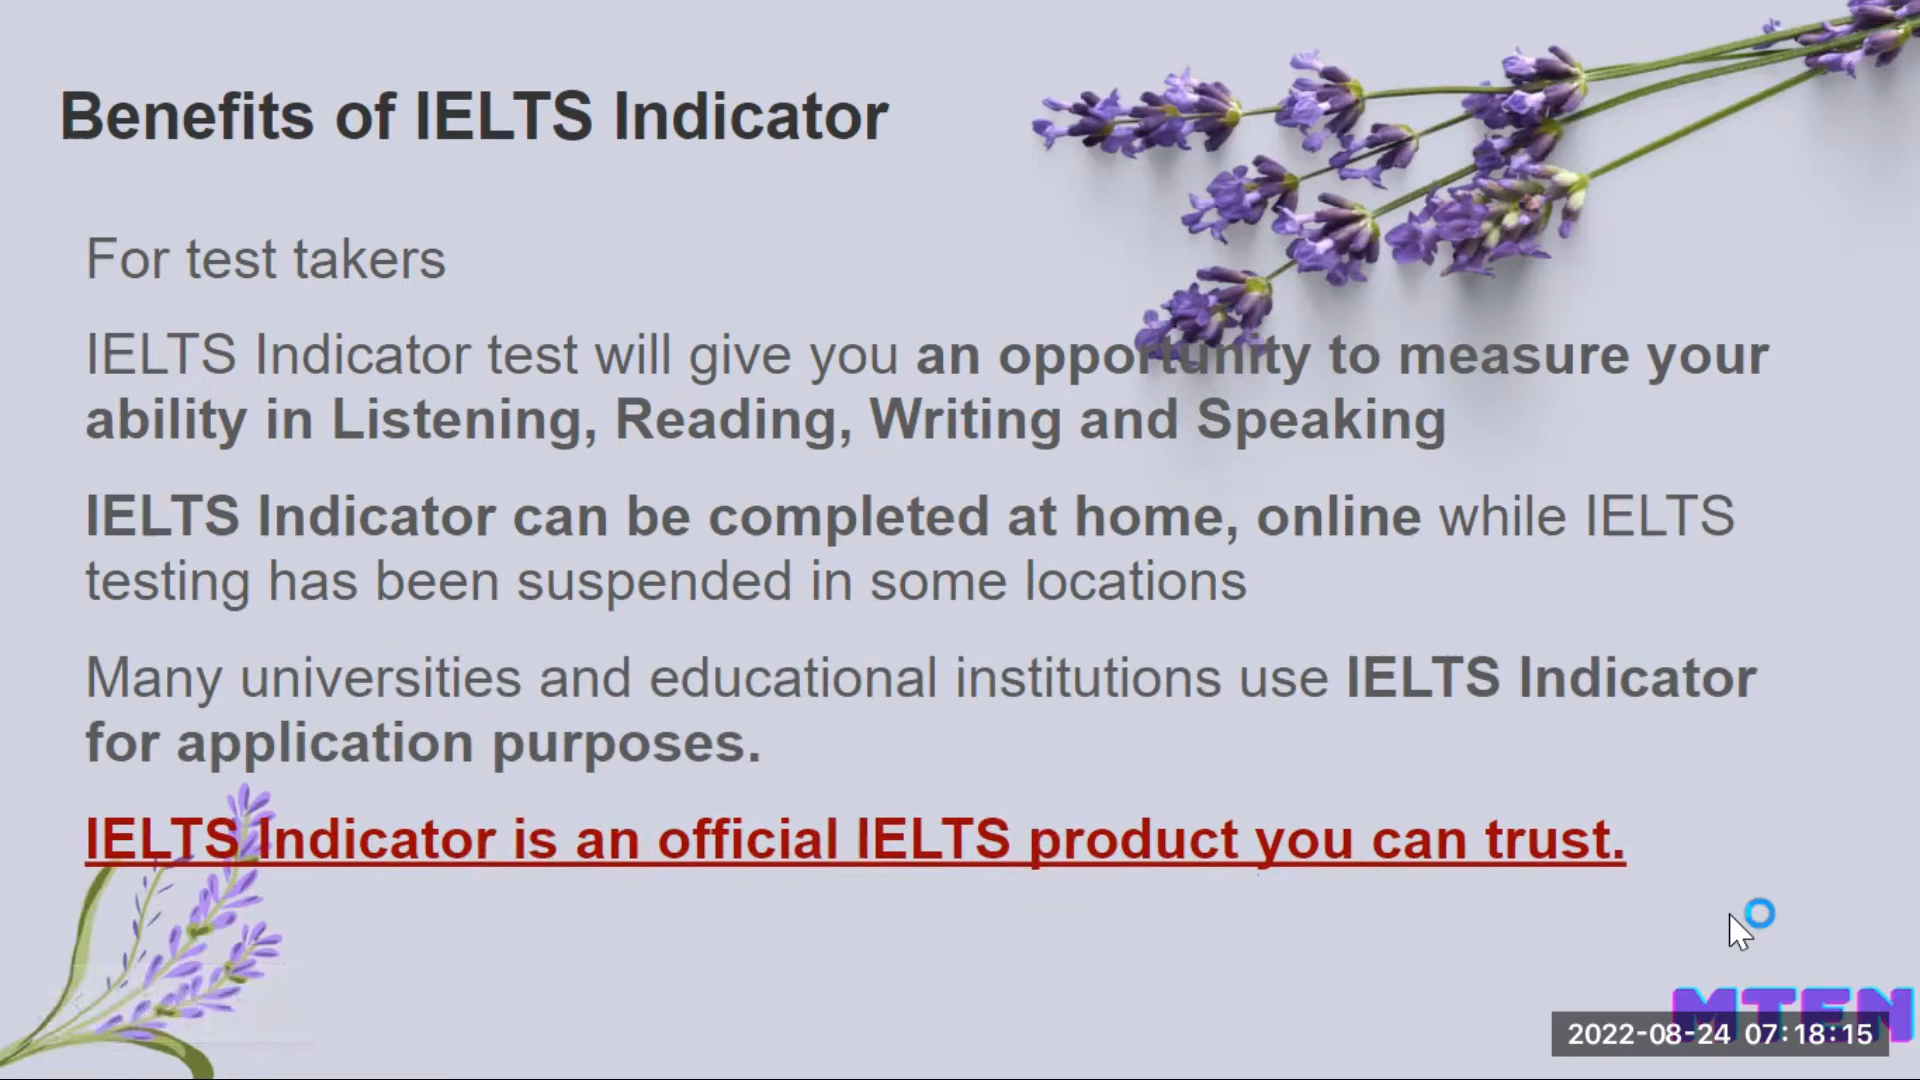 Benefits of IELTS Indicator
For test takers
IELTS Indicator test will give you an opportunity to measure your
ability in Listening, Reading, Writing and Speaking
IELTS Indicator can be completed at home, online while IELTS
testing has been suspended in some locations
Many universities and educational institutions use IELTS Indicator
for application purposes.
IELTS Indicator is an official IELTS product you can trust.
MTEN
2022-08-24 07:18:15